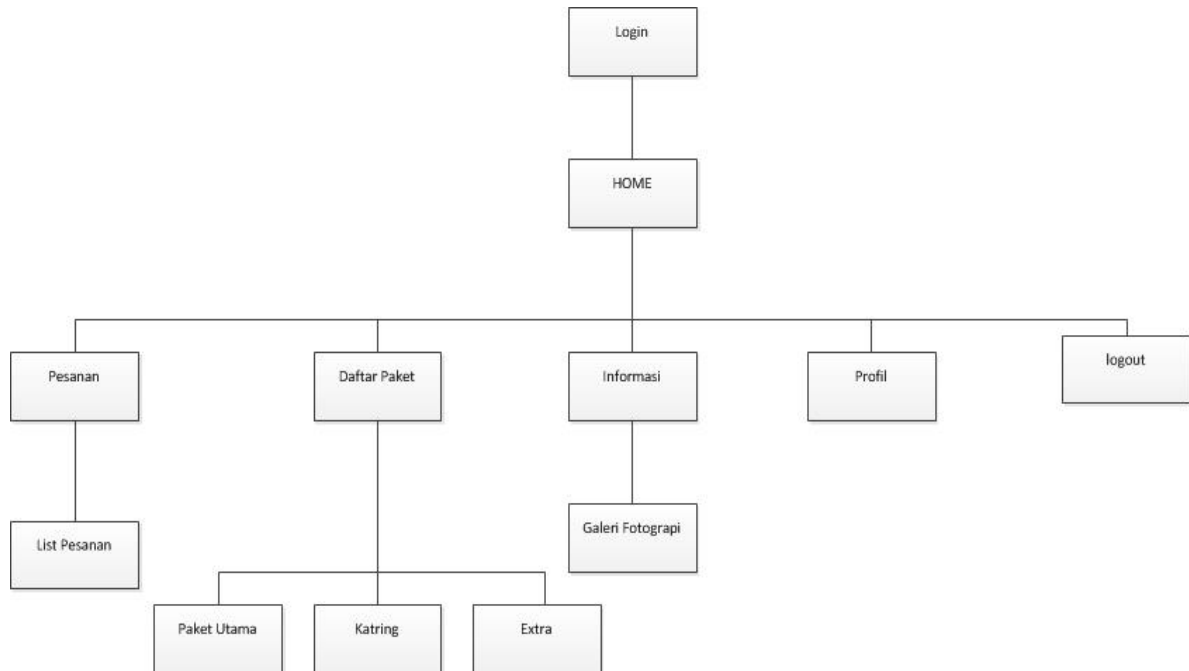 Login
HOME
Pesanan
Daftar Paket
Informasi
Profil
logout
List Pesanan
Galeri Fotograpi
Paket Utama
Katring
Extra